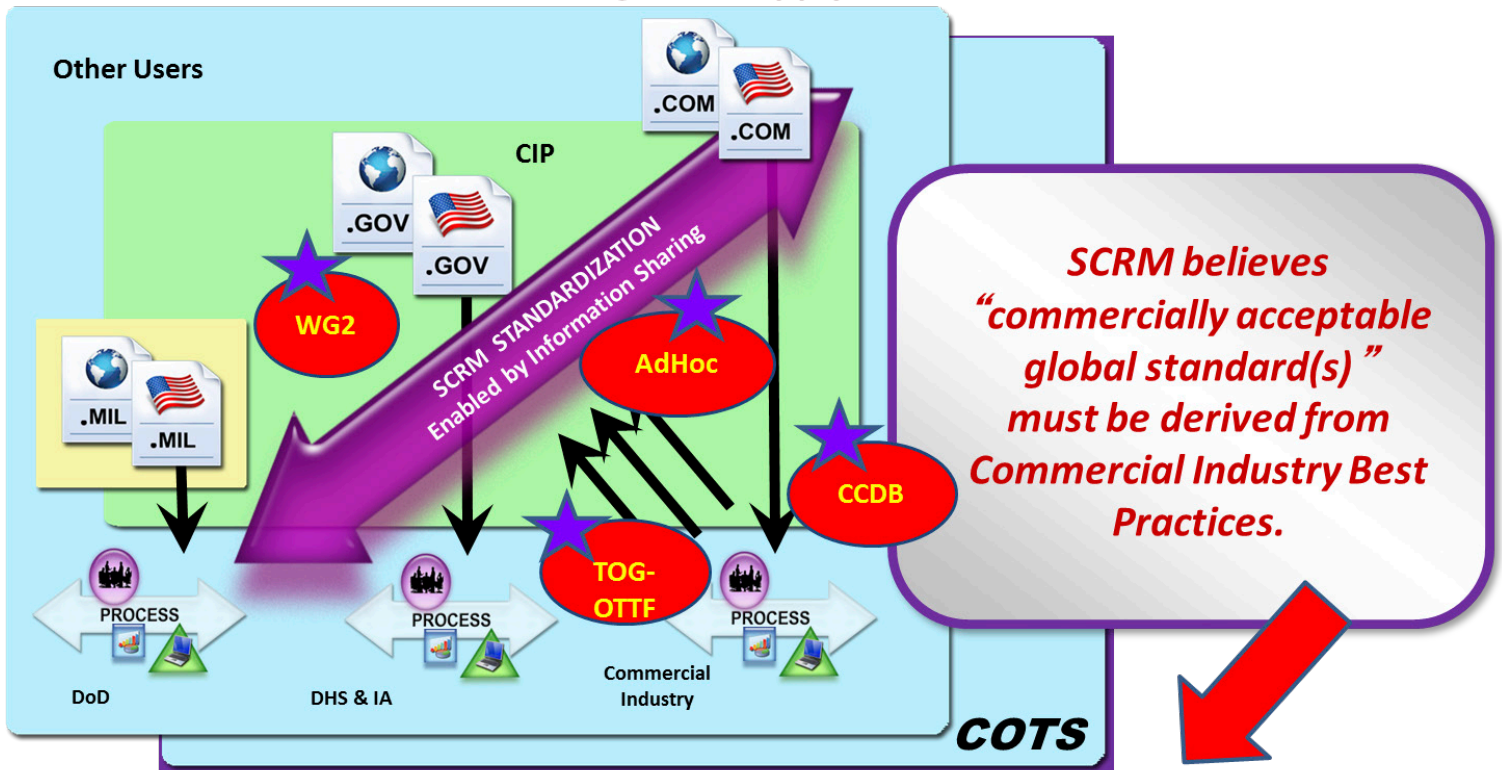 Other Users
CIP
.COM
.COM
.GOV
.GOV
.MIL
.MIL
SCRM STANDARDIZATION
Enabled by Information Sharing
WG2
AdHoc
CCDB
TOG-
OTTF
PROCESS
PROCESS
PROCESS
DoD
DHS & IA
Commercial
Industry
COTS
SCRM believes
“commercially acceptable
global standard(s) ”
must be derived from
Commercial Industry Best
Practices.